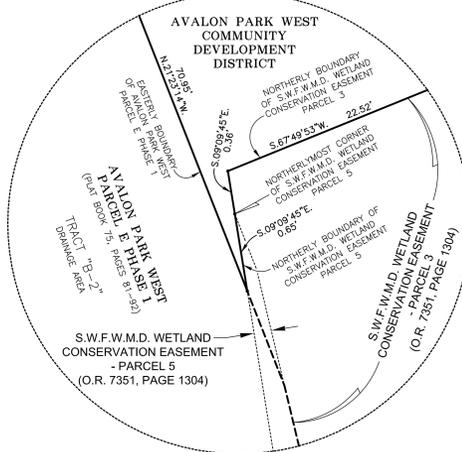 AVALON PARK WEST
COMMUNITY
DEVELOPMENT
DISTRICT
70.95'
N.21°23'14"W.
EASTERLY BOUNDARY
OF AVALON PARK WEST
PARCEL E PHASE 1
S.09°09'45"E.
0.36'
NORTHERLY BOUNDARY
OF S.W.F.W.M.D. WETLAND
CONSERVATION EASEMENT
PARCEL 3
22.52'
S.67°49'53"W.
NORTHERLYMOST CORNER
OF S.W.F.W.M.D. WETLAND
CONSERVATION EASEMENT
PARCEL 5
S.09°09'45"E.
0.65'
NORTHERLY BOUNDARY OF
S.W.F.W.M.D. WETLAND
CONSERVATION EASEMENT
PARCEL 5
AVALON PARK WEST
PARCEL E PHASE 1
(PLAT BOOK 75, PAGES 81-92)
TRACT "B-2"
DRAINAGE AREA
S.W.F.W.M.D. WETLAND
CONSERVATION EASEMENT
- PARCEL 5
(O.R. 7351, PAGE 1304)
S.W.F.W.M.D. WETLAND
CONSERVATION EASEMENT
- PARCEL 3
(O.R. 7351, PAGE 1304)